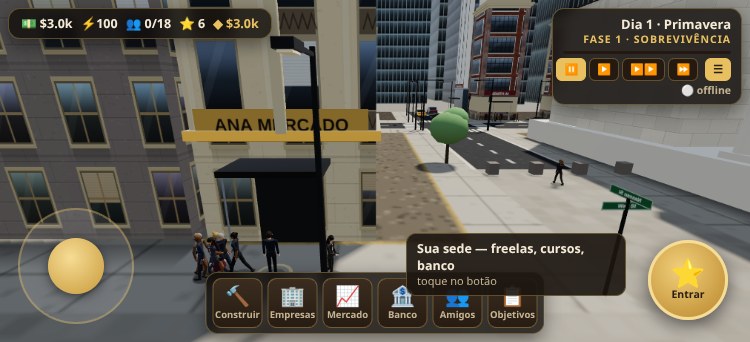 $3.0k 100 0/18 6 $3.0k
Dia 1 · Primavera
FASE 1 · SOBREVIVÊNCIA
offline
ANA MERCADO
Sua sede — freelas, cursos,
banco
toque no botão
Entrar
Construir Empresas Mercado Banco Amigos Objetivos